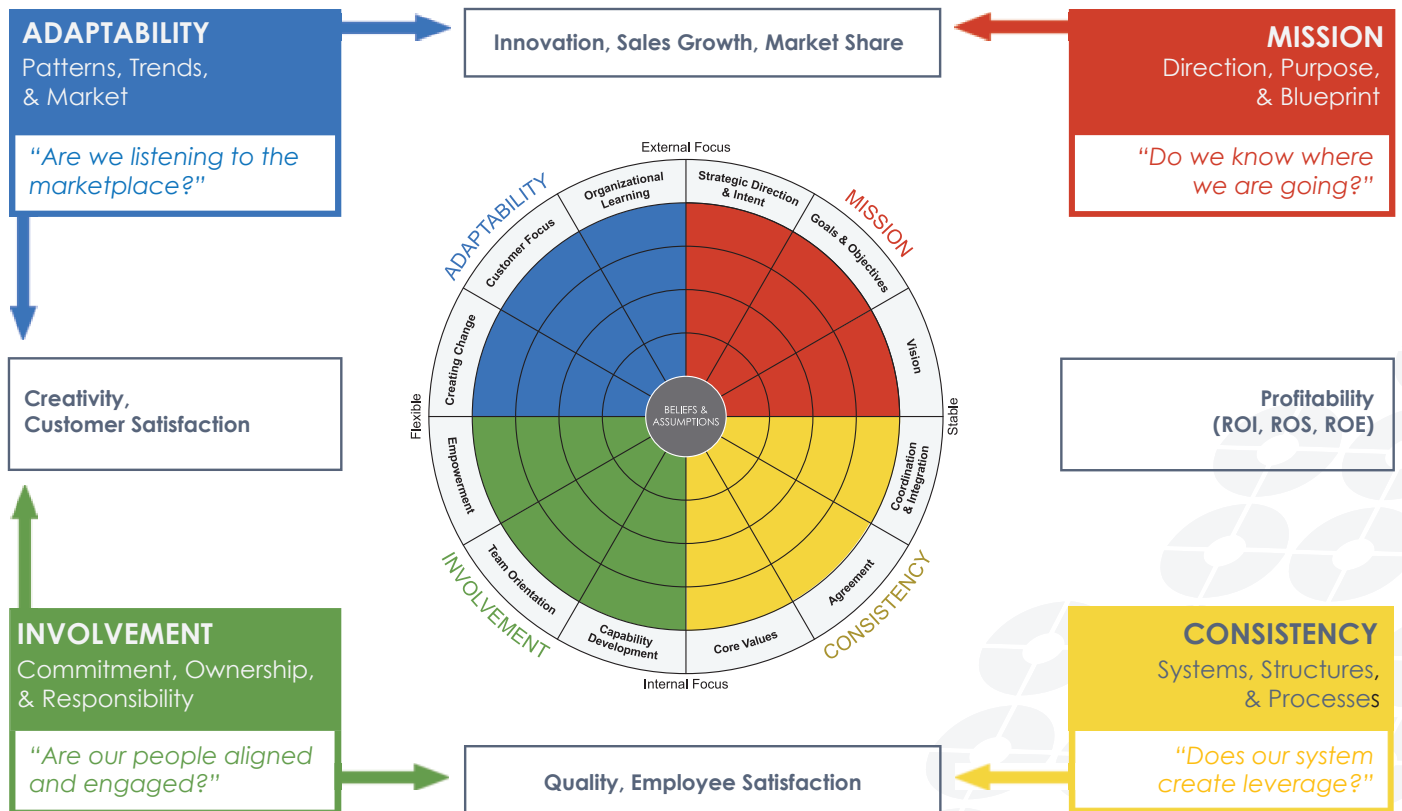 ADAPTABILITY
Patterns, Trends,
& Market
“Are we listening to the
marketplace?”
Innovation, Sales Growth, Market Share
MISSION
Direction, Purpose,
& Blueprint
“Do we know where
we are going?”
External Focus
ADAPTABILITY
MISSION
Creating Change
Customer Focus
Organizational
Learning
Strategic Direction
& Intent
Goals & Objectives
Vision
Creativity,
Customer Satisfaction
Flexible
BELIEFS &
ASSUMPTIONS
Stable
Profitability
(ROI, ROS, ROE)
Empowerment
Team Orientation
Capability
Development
Core Values
Agreement
Coordination
& Integration
INVOLVEMENT
CONSISTENCY
Internal Focus
INVOLVEMENT
Commitment, Ownership,
& Responsibility
“Are our people aligned
and engaged?”
Quality, Employee Satisfaction
CONSISTENCY
Systems, Structures,
& Processes
“Does our system
create leverage?”